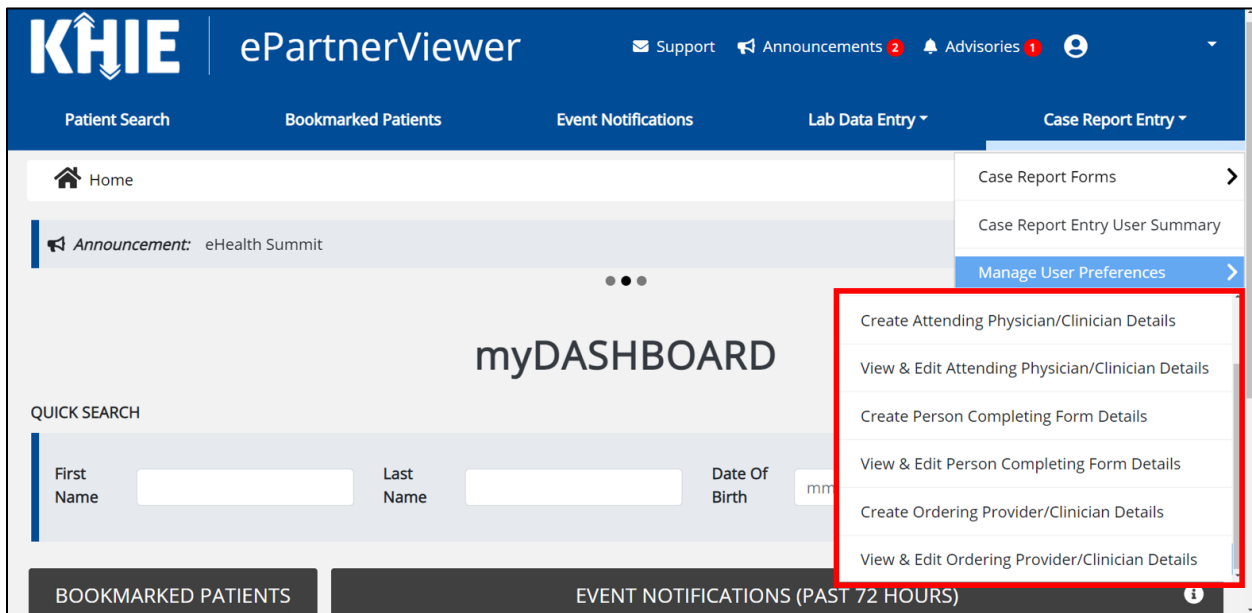 KHIE ePartnerViewer
Support Announcements 2 Advisories 1
Patient Search Bookmarked Patients Event Notifications Lab Data Entry Case Report Entry
Home
Case Report Forms
Case Report Entry User Summary
Manage User Preferences
Announcement: eHealth Summit
Create Attending Physician/Clinician Details
View & Edit Attending Physician/Clinician Details
Create Person Completing Form Details
View & Edit Person Completing Form Details
Create Ordering Provider/Clinician Details
View & Edit Ordering Provider/Clinician Details
myDASHBOARD
QUICK SEARCH
First
Name
Last
Name
Date Of
Birth
mm
BOOKMARKED PATIENTS EVENT NOTIFICATIONS (PAST 72 HOURS)